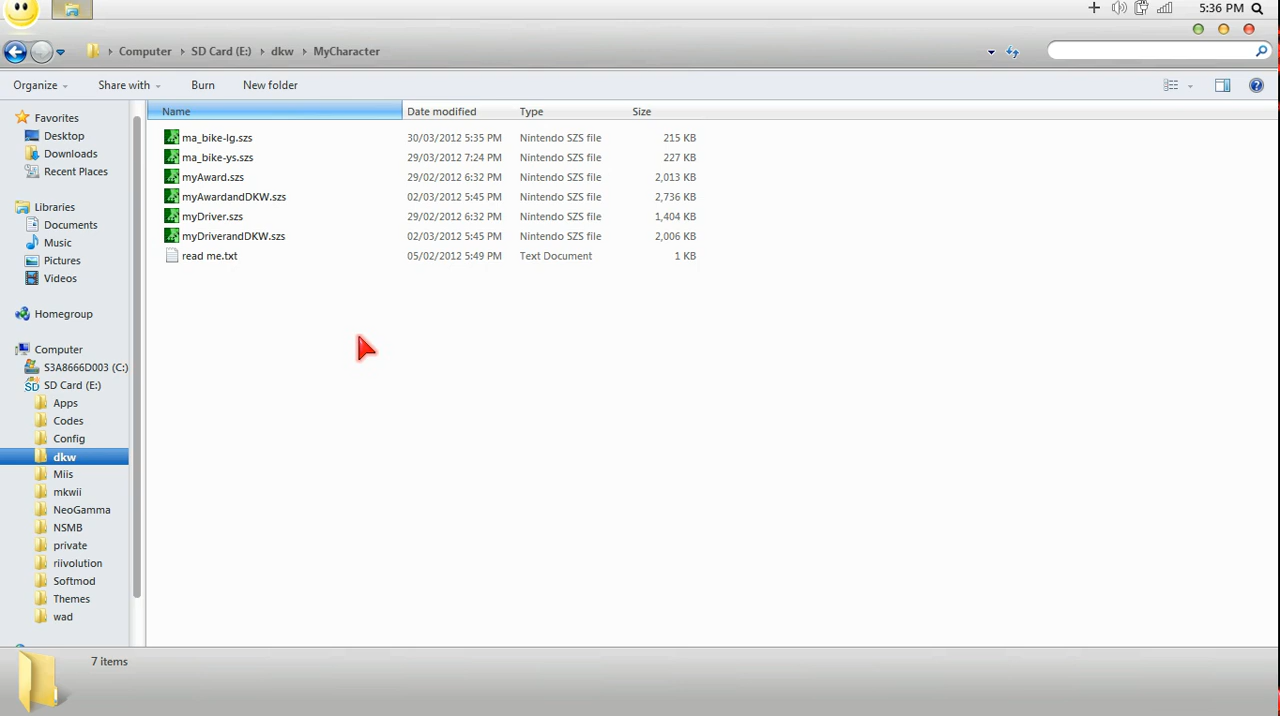 5:36 PM
Computer SD Card (E:) dkw MyCharacter
Organize Share with Burn New folder
Name Date modified Type Size
ma_bike-lg.szs 30/03/2012 5:35 PM Nintendo SZS file 215 KB
ma_bike-ys.szs 29/03/2012 7:24 PM Nintendo SZS file 227 KB
myAward.szs 29/02/2012 6:32 PM Nintendo SZS file 2,013 KB
myAwardandDKW.szs 02/03/2012 5:45 PM Nintendo SZS file 2,736 KB
myDriver.szs 29/02/2012 6:32 PM Nintendo SZS file 1,404 KB
myDriverandDKW.szs 02/03/2012 5:45 PM Nintendo SZS file 2,006 KB
read me.txt 05/02/2012 5:49 PM Text Document 1 KB
Favorites
Desktop
Downloads
Recent Places
Libraries
Documents
Music
Pictures
Videos
Homegroup
Computer
S3A8666D003 (C:)
SD Card (E:)
Apps
Codes
Config
dkw
Miis
mkwii
NeoGamma
NSMB
private
riivolution
Softmod
Themes
wad
7 items